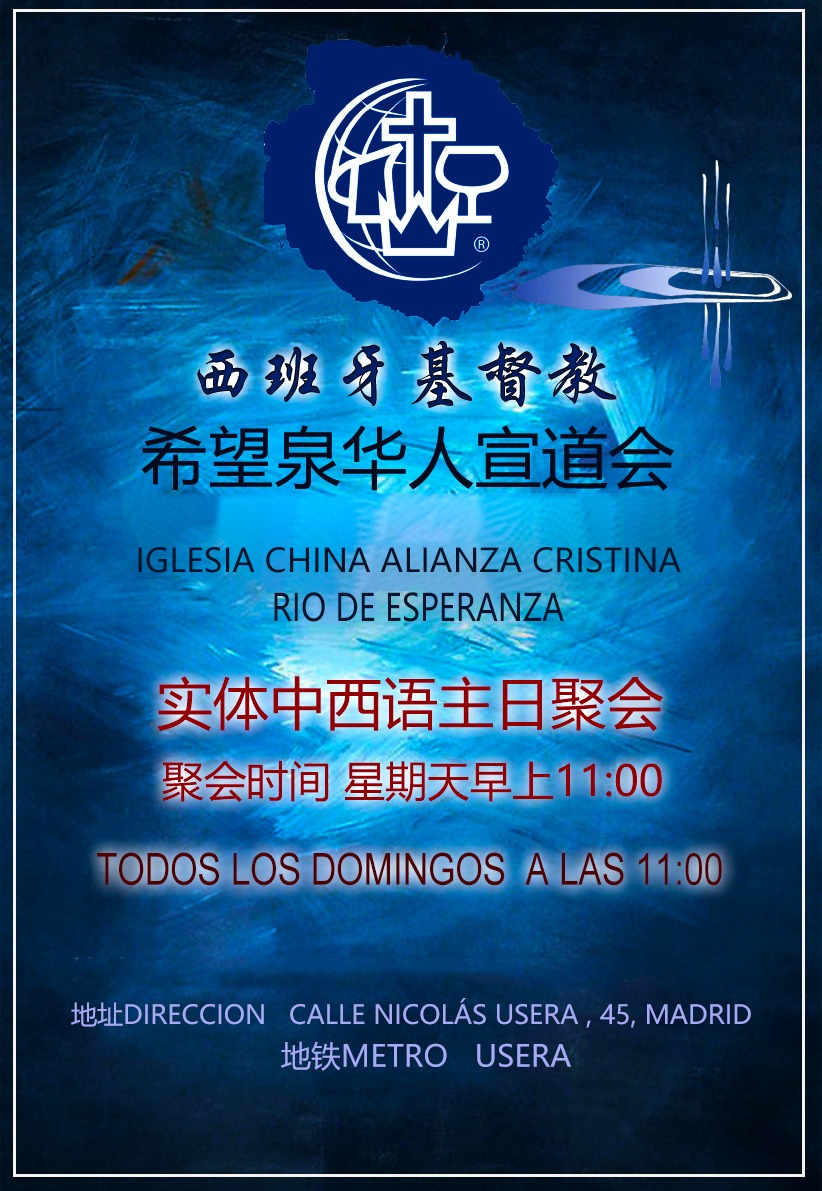 ®
西班牙基督教
希望泉华人宣道会
IGLESIA CHINA ALIANZA CRISTINA
RIO DE ESPERANZA
实体中西语主日聚会
聚会时间 星期天早上11:00
TODOS LOS DOMINGOS A LAS 11:00
地址DIRECCION CALLE NICOLÁS USERA , 45, MADRID
地铁METRO USERA